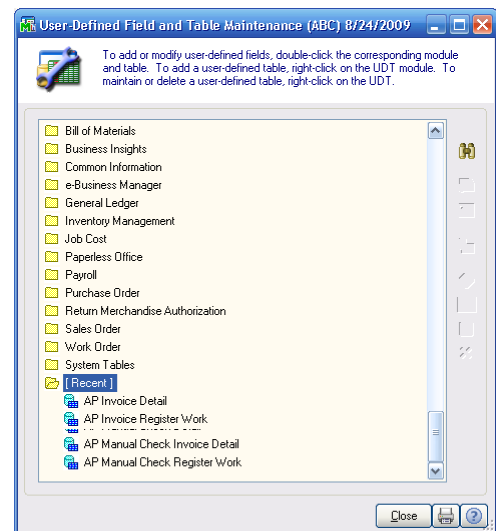 User-Defined Field and Table Maintenance (ABC) 8/24/2009
To add or modify user-defined fields, double-click the corresponding module
and table. To add a user-defined table, right-click on the UDT module. To
maintain or delete a user-defined table, right-click on the UDT.
Bill of Materials
Business Insights
Common Information
e-Business Manager
General Ledger
Inventory Management
Job Cost
Paperless Office
Payroll
Purchase Order
Return Merchandise Authorization
Sales Order
Work Order
System Tables
[ Recent ]
AP Invoice Detail
AP Invoice Register Work
AP Manual Check Invoice Detail
AP Manual Check Register Work
Close